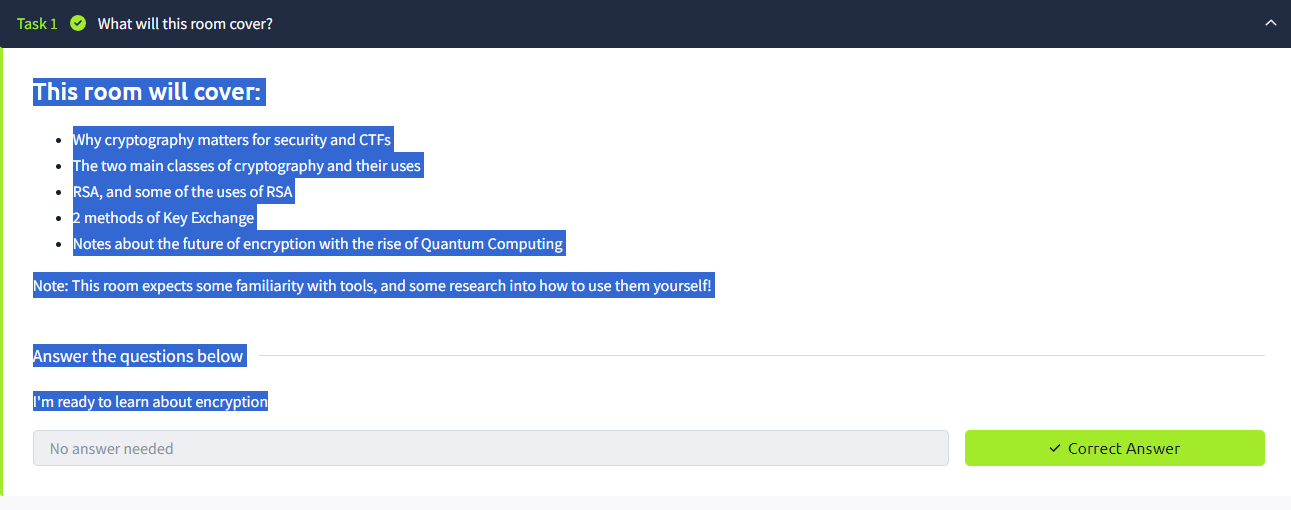 Task 1 What will this room cover?
This room will cover:
Why cryptography matters for security and CTFs
The two main classes of cryptography and their uses
RSA, and some of the uses of RSA
2 methods of Key Exchange
Notes about the future of encryption with the rise of Quantum Computing
Note: This room expects some familiarity with tools, and some research into how to use them yourself!
Answer the questions below
I'm ready to learn about encryption
No answer needed
Correct Answer